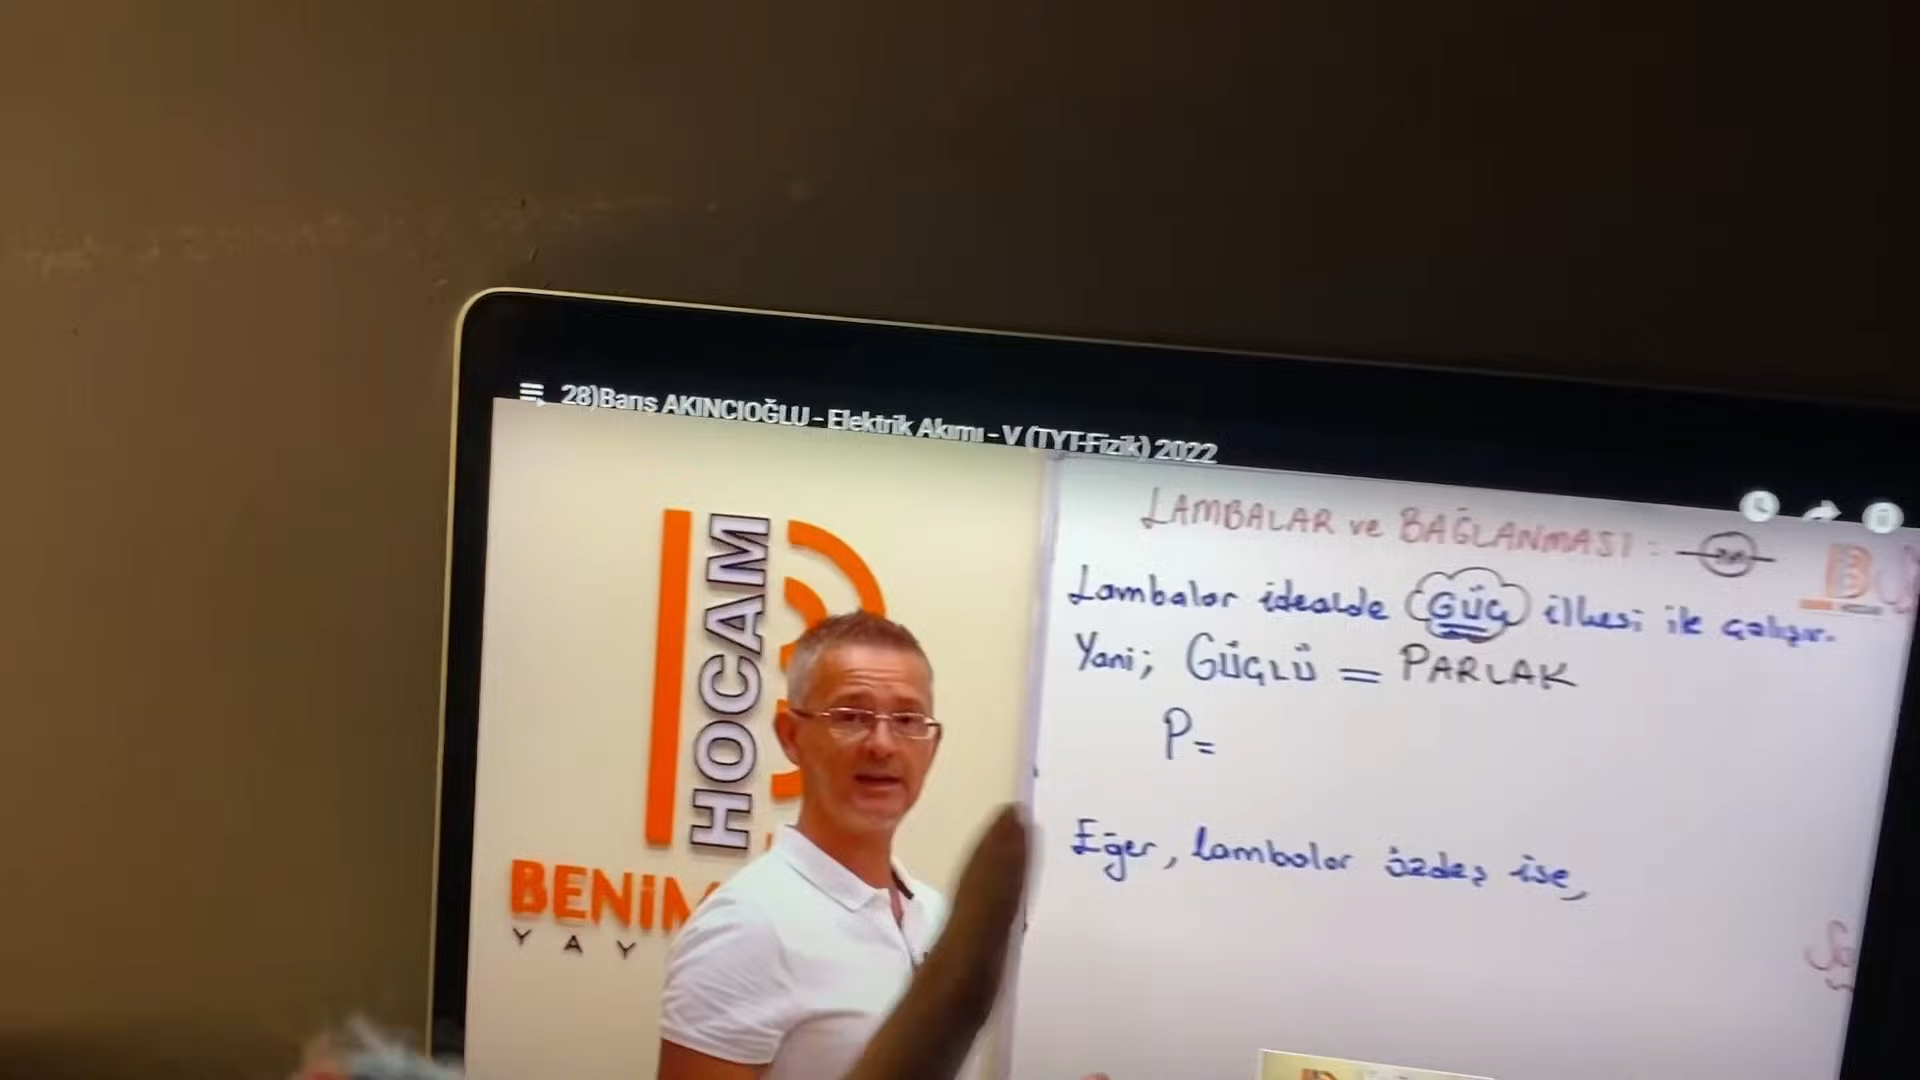 28)Barış AKINCIOĞLU - Elektrik Akımı - V (TYT-Fizik) 2022
HOCAM
BENİM
YAY
LAMBALAR ve BAĞLANMASI :
Lambalar idealde GÜÇ ilkesi ile çalışır.
Yani; GÜÇLÜ = PARLAK
P=
Eğer, lambalar özdeş ise,